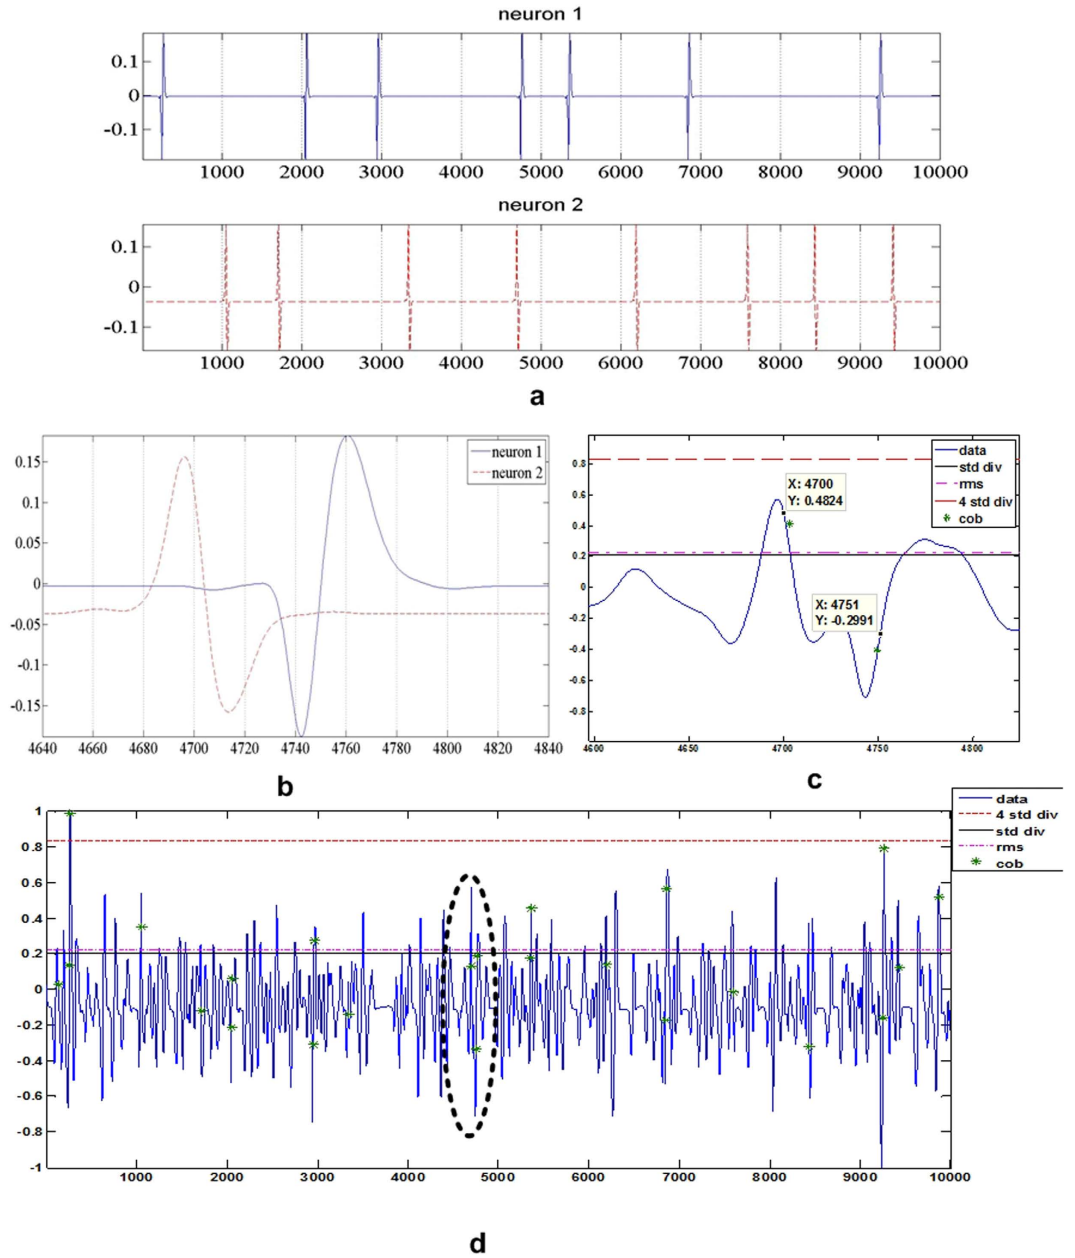 neuron 1
0.1
0
-0.1
1000 2000 3000 4000 5000 6000 7000 8000 9000 10000
neuron 2
0.1
0
-0.1
1000 2000 3000 4000 5000 6000 7000 8000 9000 10000
a
neuron 1
neuron 2
0.15
0.1
0.05
0
-0.05
-0.1
-0.15
4640 4660 4680 4700 4720 4740 4760 4780 4800 4820 4840
b
data
std div
rms
4 std div
cob
X: 4700
Y: 0.4824
X: 4751
Y: -0.2991
0.8
0.6
0.4
0.2
0
-0.2
-0.4
-0.6
-0.8
4600 4650 4700 4750 4800
c
data
4 std div
std div
rms
cob
1
0.8
0.6
0.4
0.2
0
-0.2
-0.4
-0.6
-0.8
-1
1000 2000 3000 4000 5000 6000 7000 8000 9000 10000
d